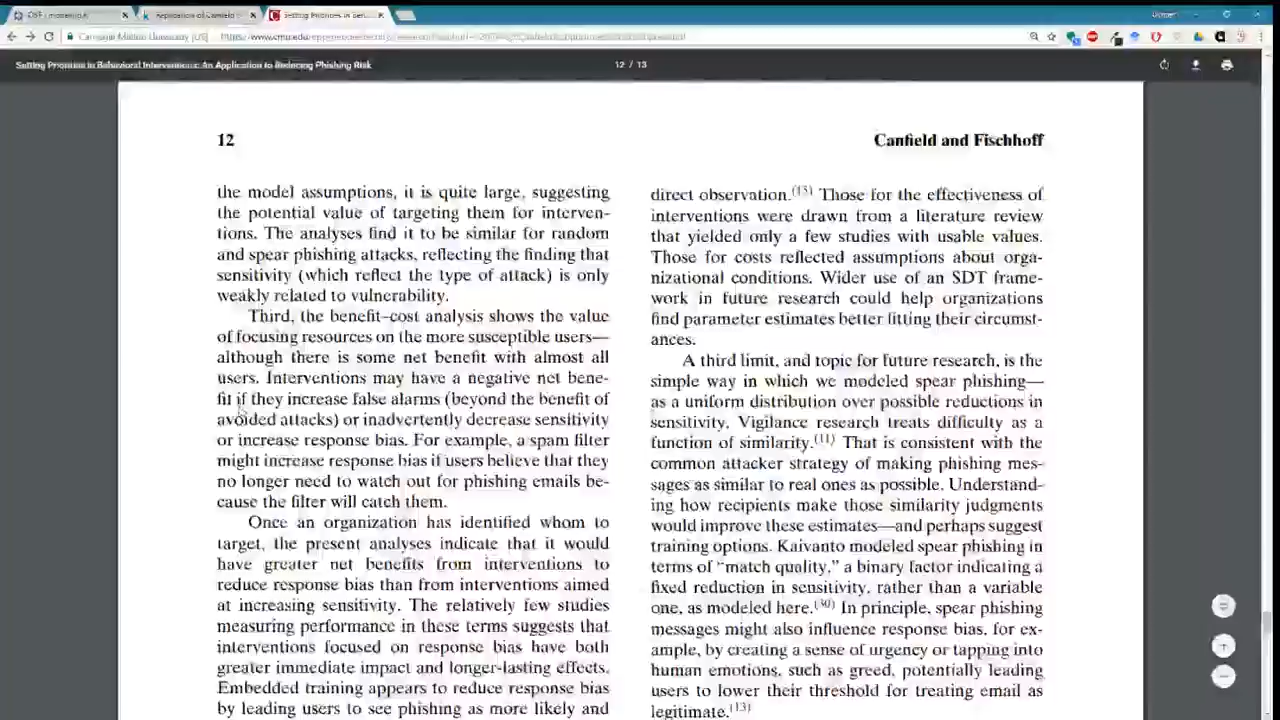 Setting Priorities in Behavioral Interventions: An Application to Reducing Phishing Risk
12 / 13
12
Canfield and Fischhoff
the model assumptions, it is quite large, suggesting
the potential value of targeting them for interven-
tions. The analyses find it to be similar for random
and spear phishing attacks, reflecting the finding that
sensitivity (which reflect the type of attack) is only
weakly related to vulnerability.
Third, the benefit–cost analysis shows the value
of focusing resources on the more susceptible users—
although there is some net benefit with almost all
users. Interventions may have a negative net bene-
fit if they increase false alarms (beyond the benefit of
avoided attacks) or inadvertently decrease sensitivity
or increase response bias. For example, a spam filter
might increase response bias if users believe that they
no longer need to watch out for phishing emails be-
cause the filter will catch them.
Once an organization has identified whom to
target, the present analyses indicate that it would
have greater net benefits from interventions to
reduce response bias than from interventions aimed
at increasing sensitivity. The relatively few studies
measuring performance in these terms suggests that
interventions focused on response bias have both
greater immediate impact and longer-lasting effects.
Embedded training appears to reduce response bias
by leading users to see phishing as more likely and
direct observation.(13) Those for the effectiveness of
interventions were drawn from a literature review
that yielded only a few studies with usable values.
Those for costs reflected assumptions about orga-
nizational conditions. Wider use of an SDT frame-
work in future research could help organizations
find parameter estimates better fitting their circumst-
ances.
A third limit, and topic for future research, is the
simple way in which we modeled spear phishing—
as a uniform distribution over possible reductions in
sensitivity. Vigilance research treats difficulty as a
function of similarity.(11) That is consistent with the
common attacker strategy of making phishing mes-
sages as similar to real ones as possible. Understand-
ing how recipients make those similarity judgments
would improve these estimates—and perhaps suggest
training options. Kaivanto modeled spear phishing in
terms of “match quality,” a binary factor indicating a
fixed reduction in sensitivity, rather than a variable
one, as modeled here.(30) In principle, spear phishing
messages might also influence response bias, for ex-
ample, by creating a sense of urgency or tapping into
human emotions, such as greed, potentially leading
users to lower their threshold for treating email as
legitimate.(13)